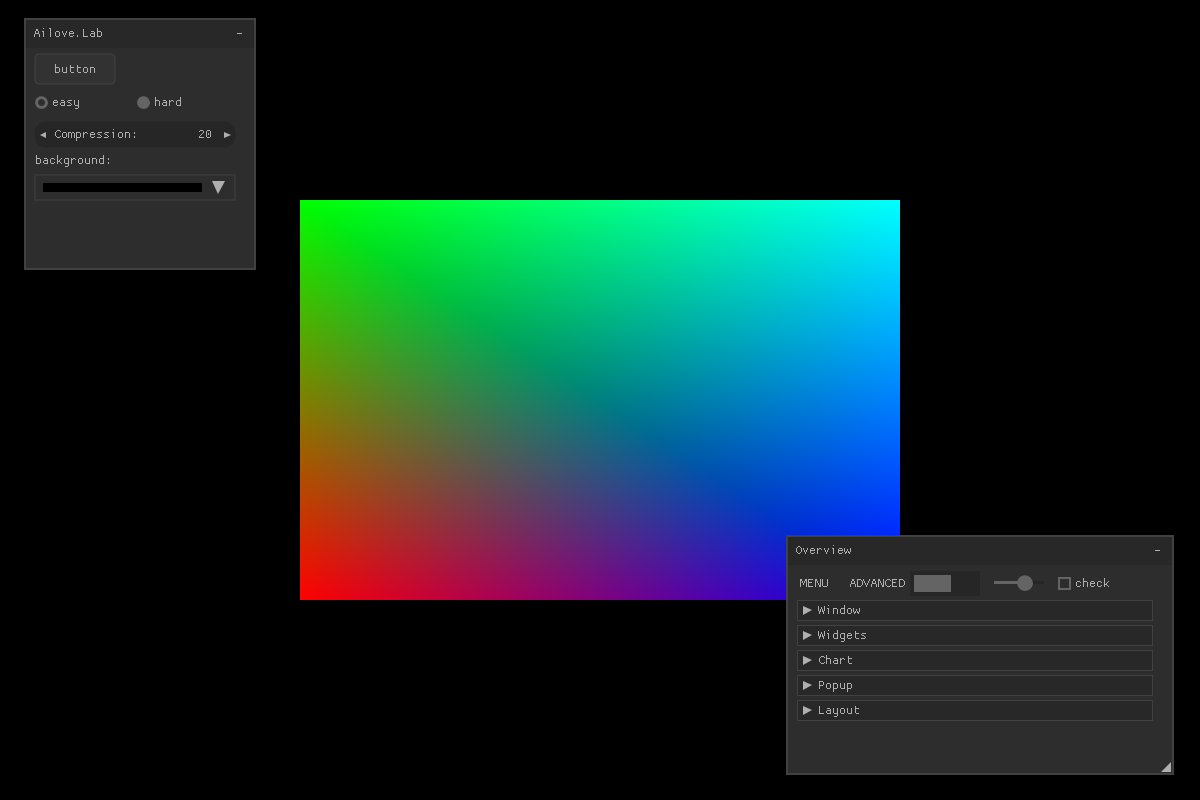 Ailove.Lab
button
easy hard
Compression: 20
background:
Overview
MENU ADVANCED check
Window
Widgets
Chart
Popup
Layout